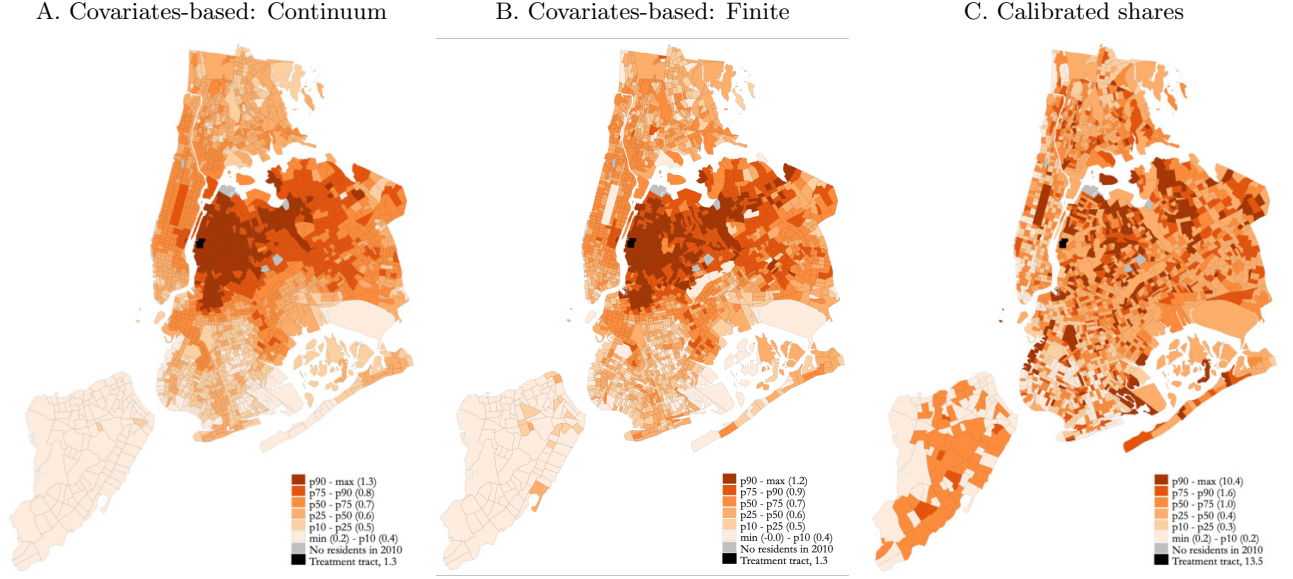 A. Covariates-based: Continuum
B. Covariates-based: Finite
C. Calibrated shares
p90 - max (1.3)
p75 - p90 (0.8)
p50 - p75 (0.7)
p25 - p50 (0.6)
p10 - p25 (0.5)
min (0.2) - p10 (0.4)
No residents in 2010
Treatment tract, 1.3
p90 - max (1.2)
p75 - p90 (0.9)
p50 - p75 (0.7)
p25 - p50 (0.6)
p10 - p25 (0.5)
min (-0.0) - p10 (0.4)
No residents in 2010
Treatment tract, 1.3
p90 - max (10.4)
p75 - p90 (1.6)
p50 - p75 (1.0)
p25 - p50 (0.4)
p10 - p25 (0.3)
min (0.2) - p10 (0.2)
No residents in 2010
Treatment tract, 13.5